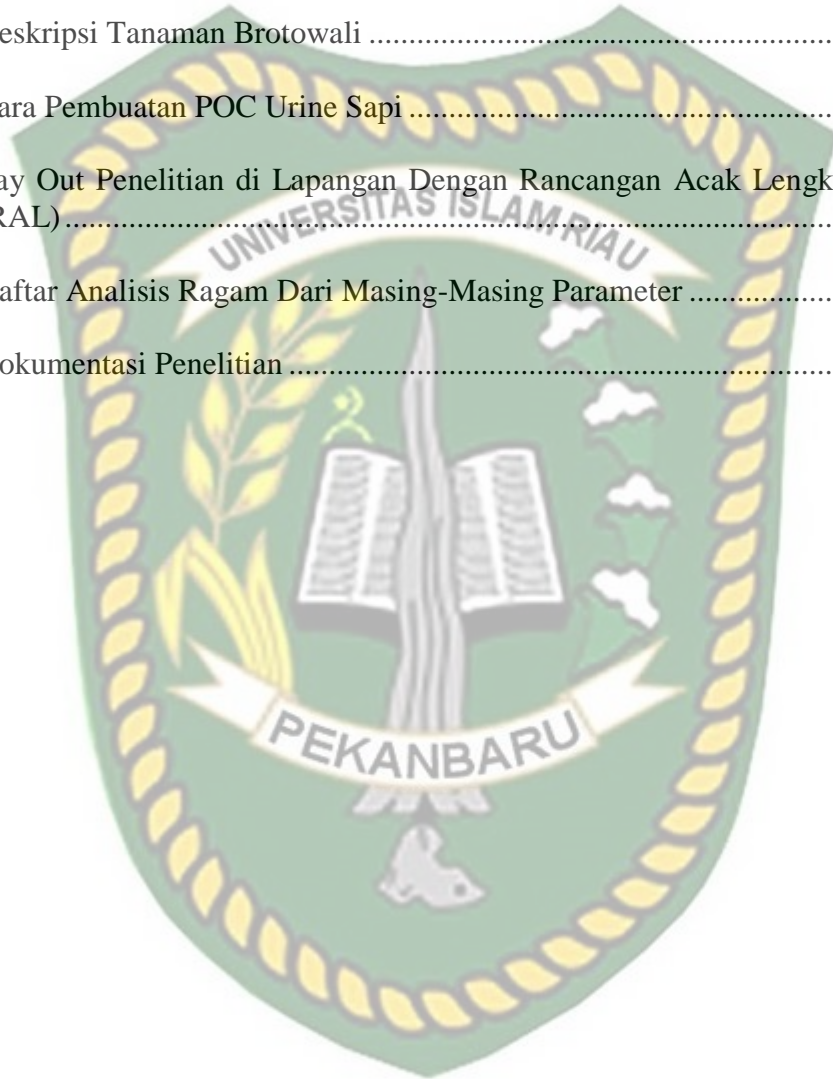 eskripsi Tanaman Brotowali ........................................................
ara Pembuatan POC Urine Sapi ...................................................
ay Out Penelitian di Lapangan Dengan Rancangan Acak Lengk
RAL) ...............................................................................................
UNIVERSITAS ISLAM RIAU
aftar Analisis Ragam Dari Masing-Masing Parameter ..................
okumentasi Penelitian ..................................................................
PEKANBARU